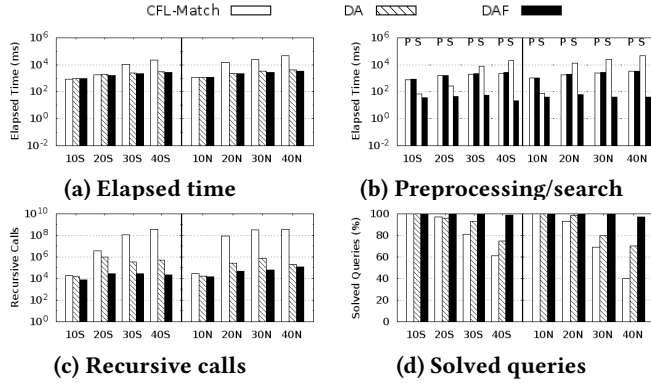 CFL-Match DA DAF
Elapsed Time (ms)
10^6
10^4
10^2
10^0
10^-2
10S 20S 30S 40S 10N 20N 30N 40N
(a) Elapsed time
Elapsed Time (ms)
10^6
10^4
10^2
10^0
10^-2
P S P S P S P S P S P S P S P S
10S 20S 30S 40S 10N 20N 30N 40N
(b) Preprocessing/search
Recursive Calls
10^10
10^8
10^6
10^4
10^2
10^0
10S 20S 30S 40S 10N 20N 30N 40N
(c) Recursive calls
Solved Queries (%)
100
80
60
40
20
0
10S 20S 30S 40S 10N 20N 30N 40N
(d) Solved queries